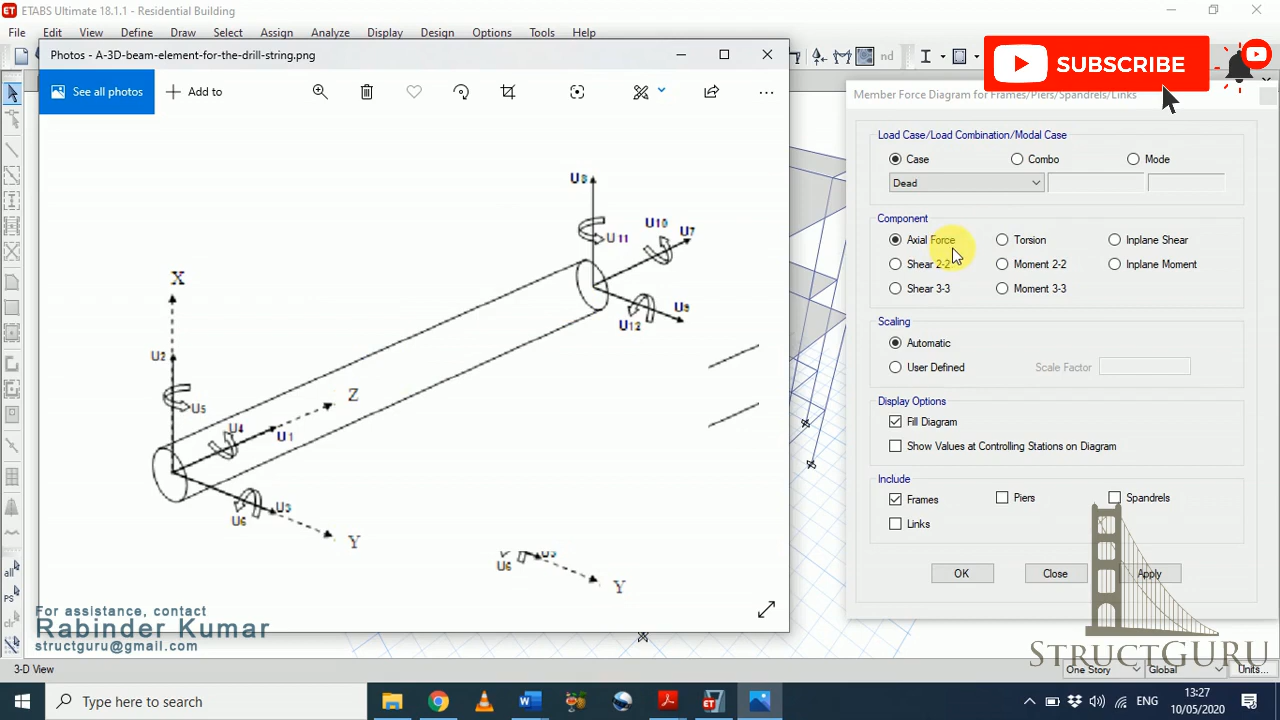 ETABS Ultimate 18.1.1 - Residential Building
File Edit View Define Draw Select Assign Analyze Display Design Options Tools Help
Photos - A-3D-beam-element-for-the-drill-string.png
See all photos
Add to
nd
SUBSCRIBE
Member Force Diagram for Frames/Piers/Spandrels/Links
Load Case/Load Combination/Modal Case
Case Combo Mode
Dead
Component
Axial Force Torsion Inplane Shear
Shear 2-2 Moment 2-2 Inplane Moment
Shear 3-3 Moment 3-3
Scaling
Automatic
User Defined Scale Factor
Display Options
Fill Diagram
Show Values at Controlling Stations on Diagram
Include
Frames Piers Spandrels
Links
OK Close Apply
U8
U10
U7
U11
U9
U12
X
U2
U5
Z
U4
U1
U3
U6
Y
U6
Y
all
PS
For assistance, contact
Rabinder Kumar
structguru@gmail.com
STRUCTGURU
3-D View
One Story Global Units...
Type here to search
ENG
13:27
10/05/2020